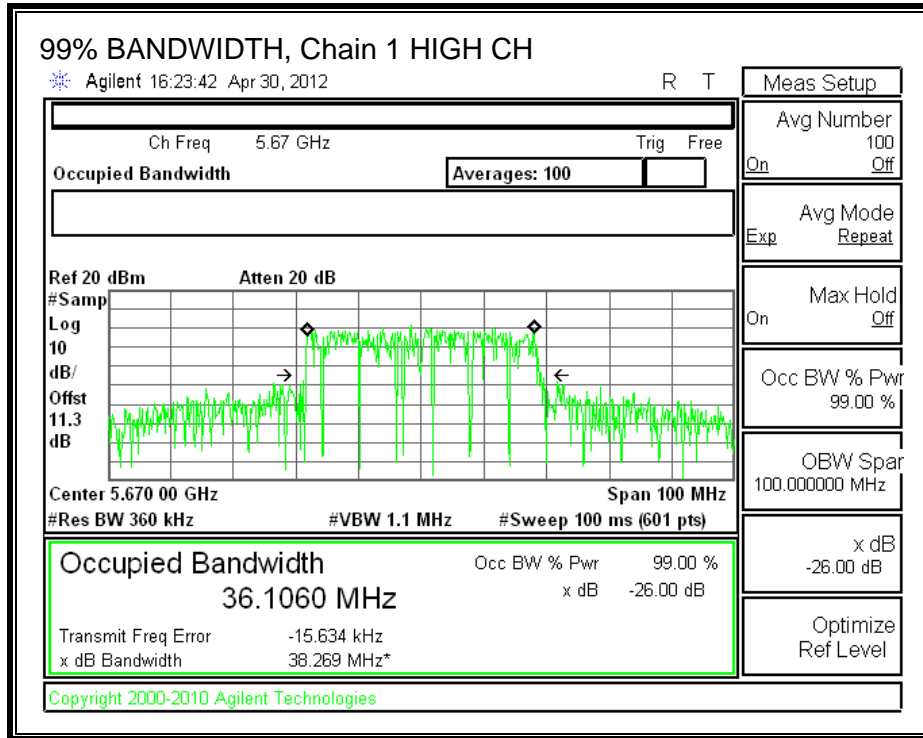 99% BANDWIDTH, Chain 1 HIGH CH
Agilent 16:23:42 Apr 30, 2012 R T
Ch Freq 5.67 GHz Trig Free
Occupied Bandwidth Averages: 100
Ref 20 dBm Atten 20 dB
#Samp
Log
10
dB/
Offst
11.3
dB
Center 5.670 00 GHz Span 100 MHz
#Res BW 360 kHz #VBW 1.1 MHz #Sweep 100 ms (601 pts)
Occupied Bandwidth Occ BW % Pwr 99.00 %
36.1060 MHz x dB -26.00 dB
Transmit Freq Error -15.634 kHz
x dB Bandwidth 38.269 MHz*
Copyright 2000-2010 Agilent Technologies
Meas Setup
Avg Number
100
On Off
Avg Mode
Exp Repeat
Max Hold
On Off
Occ BW % Pwr
99.00 %
OBW Span
100.000000 MHz
x dB
-26.00 dB
Optimize
Ref Level